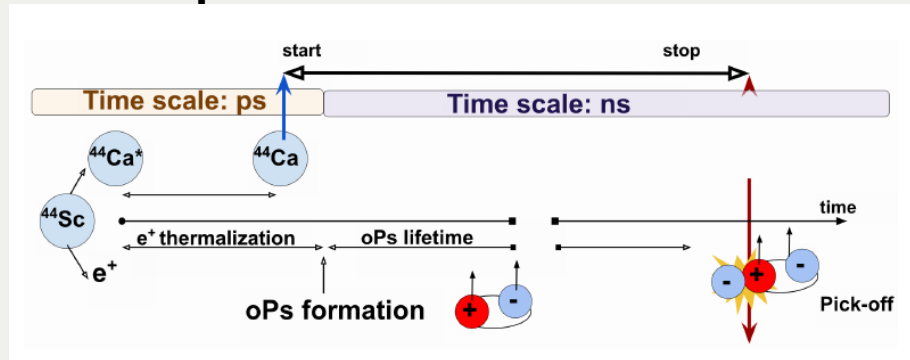 start
stop
Time scale: ps
Time scale: ns
44Ca*
44Ca
44Sc
time
e+ thermalization
oPs lifetime
e+
oPs formation
+
-
-
+
-
Pick-off